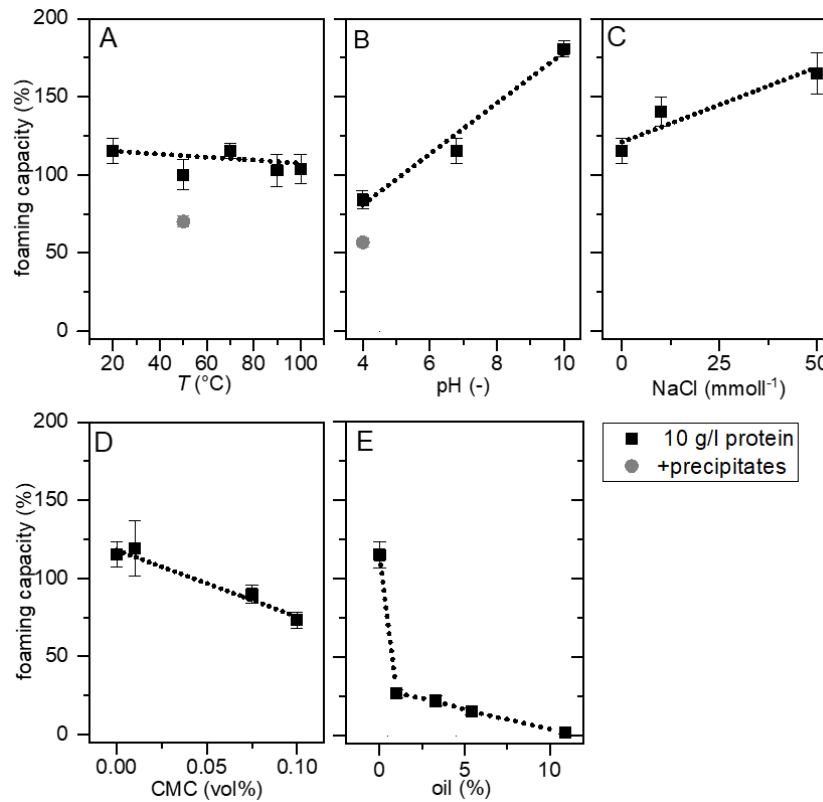 A
B
C
foaming capacity (%)
200
150
100
50
0
20 40 60 80 100
T (°C)
4 6 8 10
pH (-)
0 25 50
NaCl (mmoll⁻¹)
D
E
foaming capacity (%)
200
150
100
50
0
0.00 0.05 0.10
CMC (vol%)
0 5 10
oil (%)
10 g/l protein
+precipitates